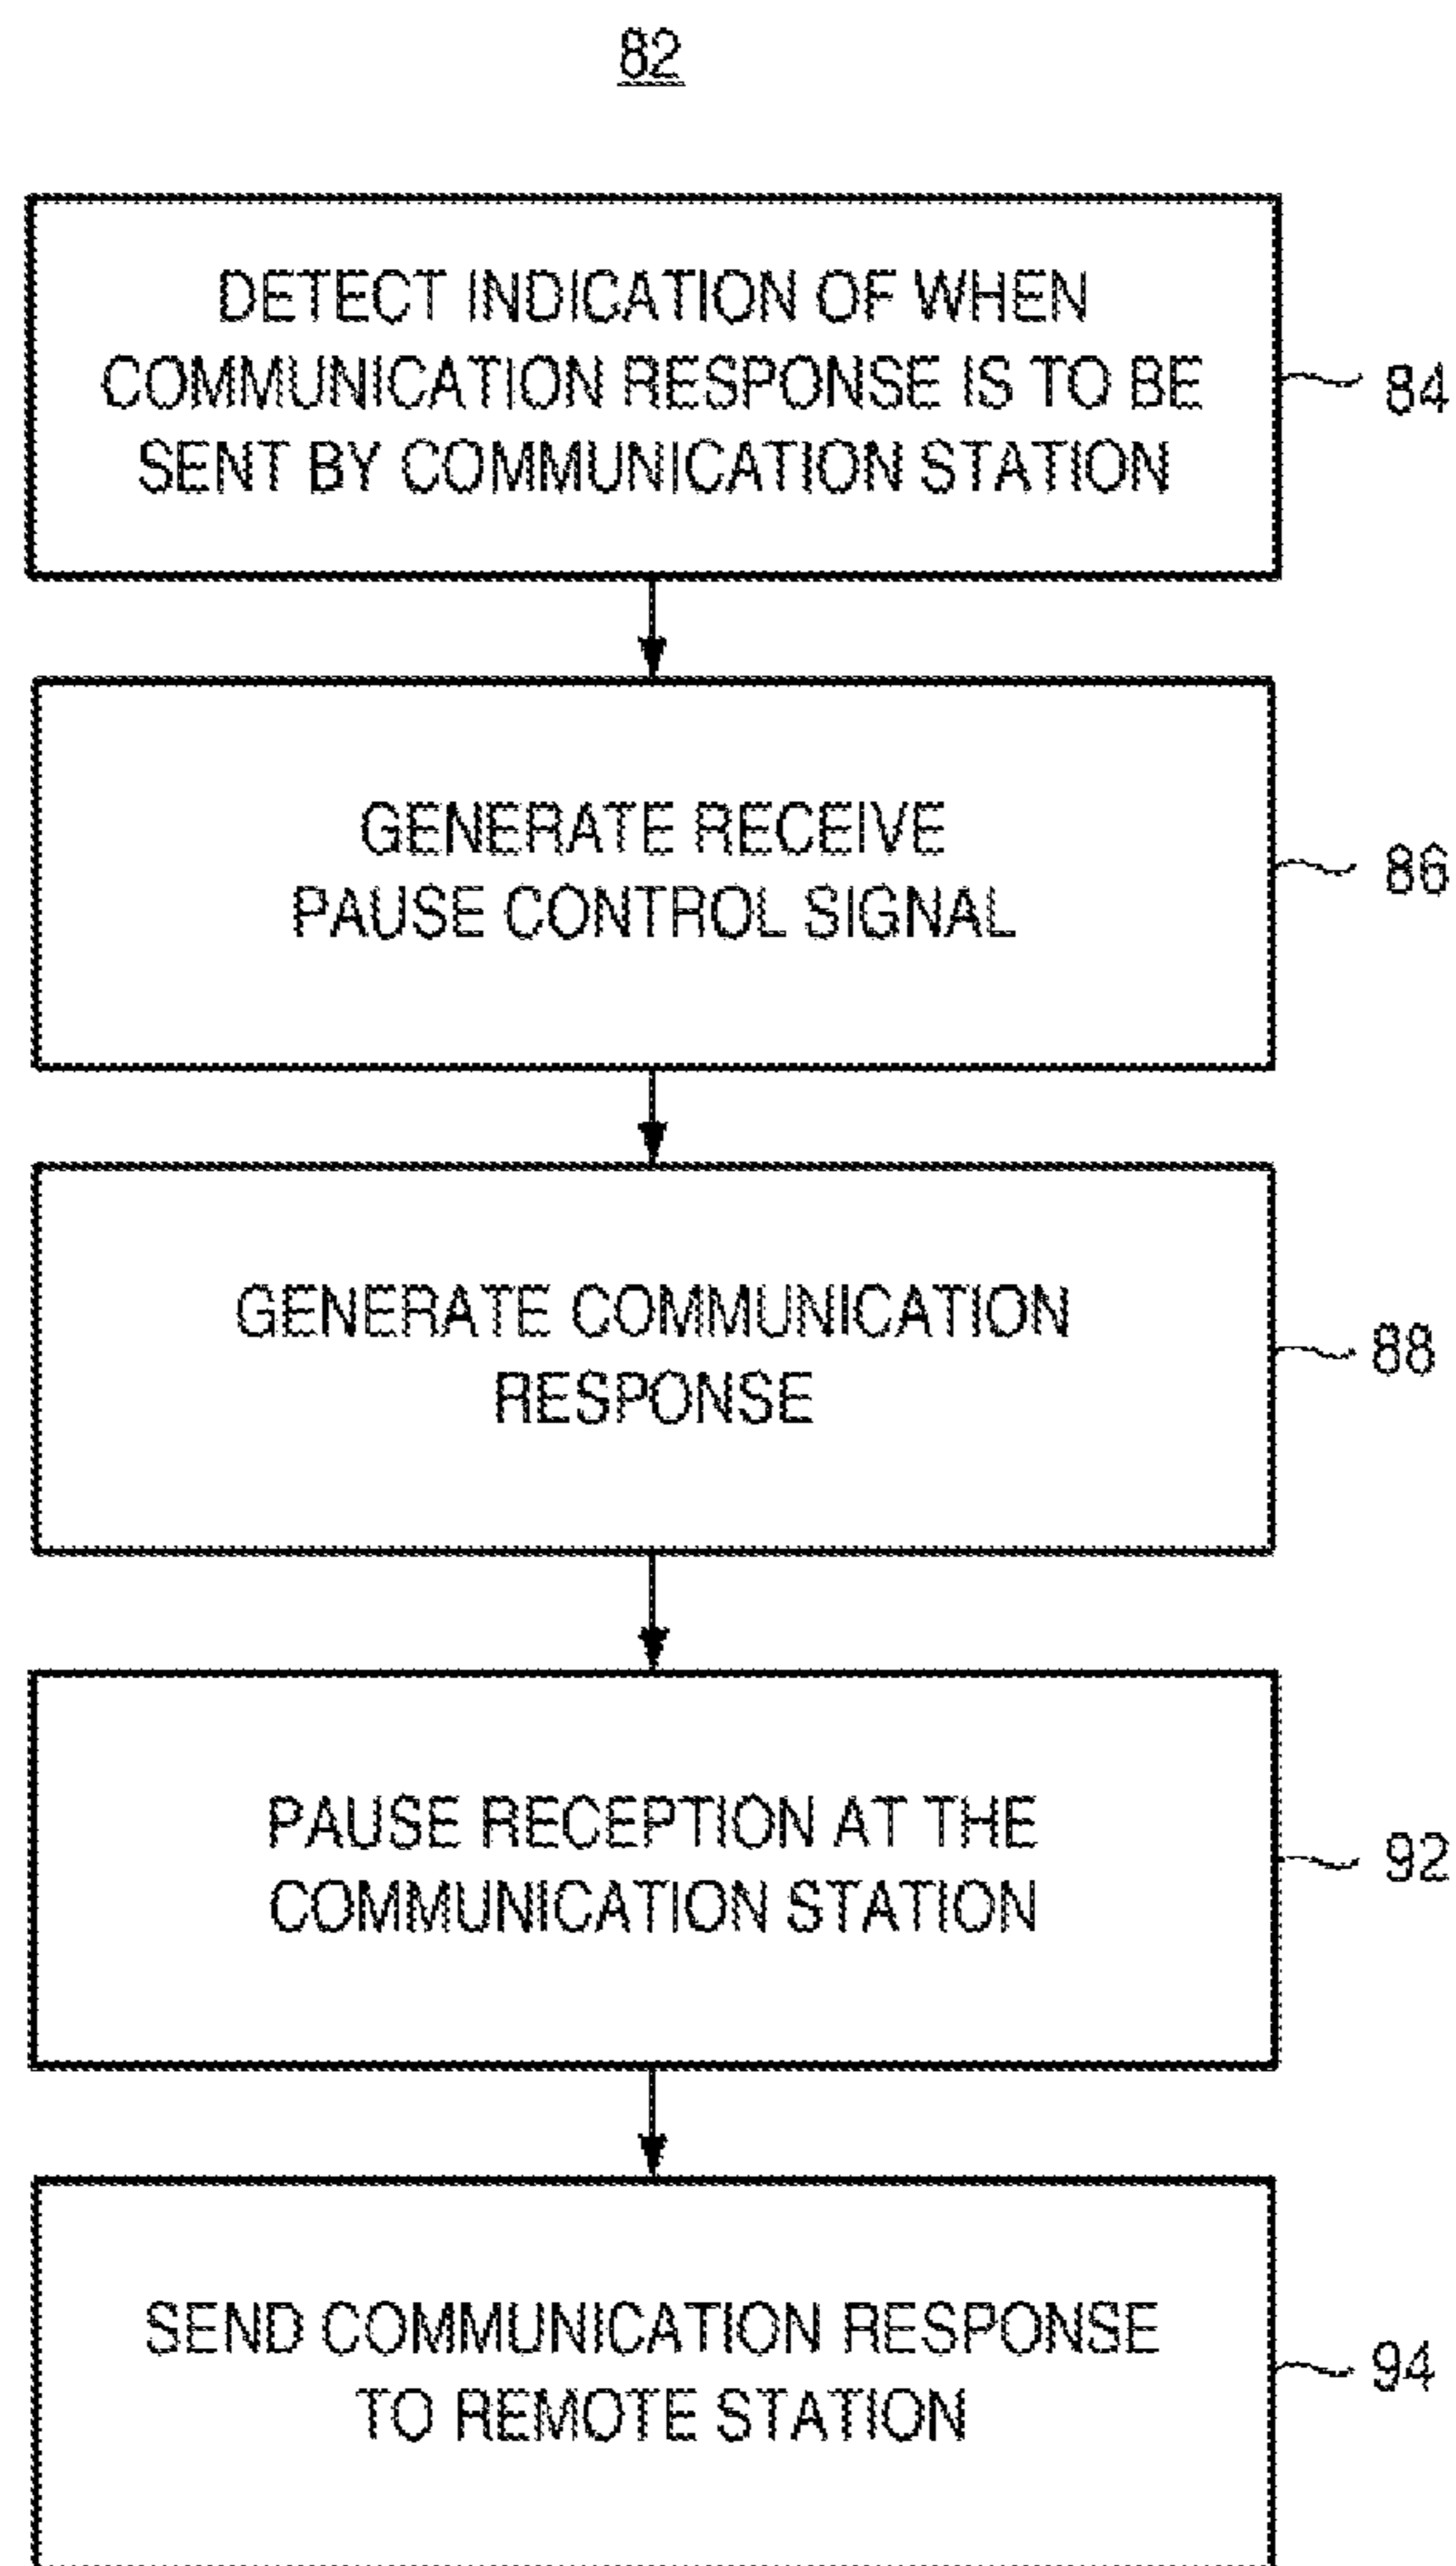 82
DETECT INDICATION OF WHEN
COMMUNICATION RESPONSE IS TO BE
SENT BY COMMUNICATION STATION
84
GENERATE RECEIVE
PAUSE CONTROL SIGNAL
86
GENERATE COMMUNICATION
RESPONSE
88
PAUSE RECEPTION AT THE
COMMUNICATION STATION
92
SEND COMMUNICATION RESPONSE
TO REMOTE STATION
94